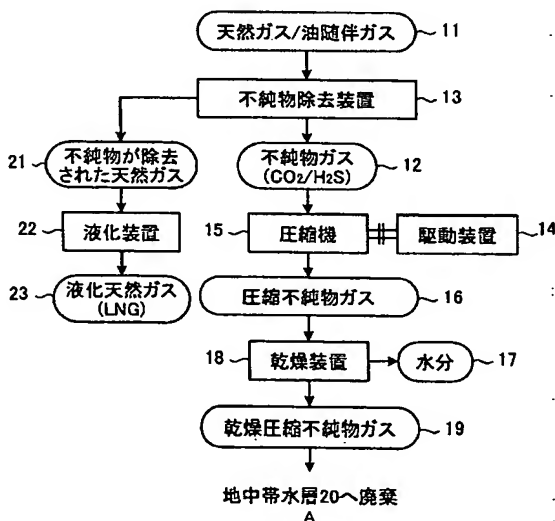 天然ガス/油随伴ガス 11
不純物除去装置 13
21 不純物が除去
された天然ガス
不純物ガス 12
(CO2/H2S)
22 液化装置
15 圧縮機
駆動装置 14
23 液化天然ガス
(LNG)
圧縮不純物ガス 16
18 乾燥装置
水分 17
乾燥圧縮不純物ガス 19
地中帯水層20へ廃棄
A